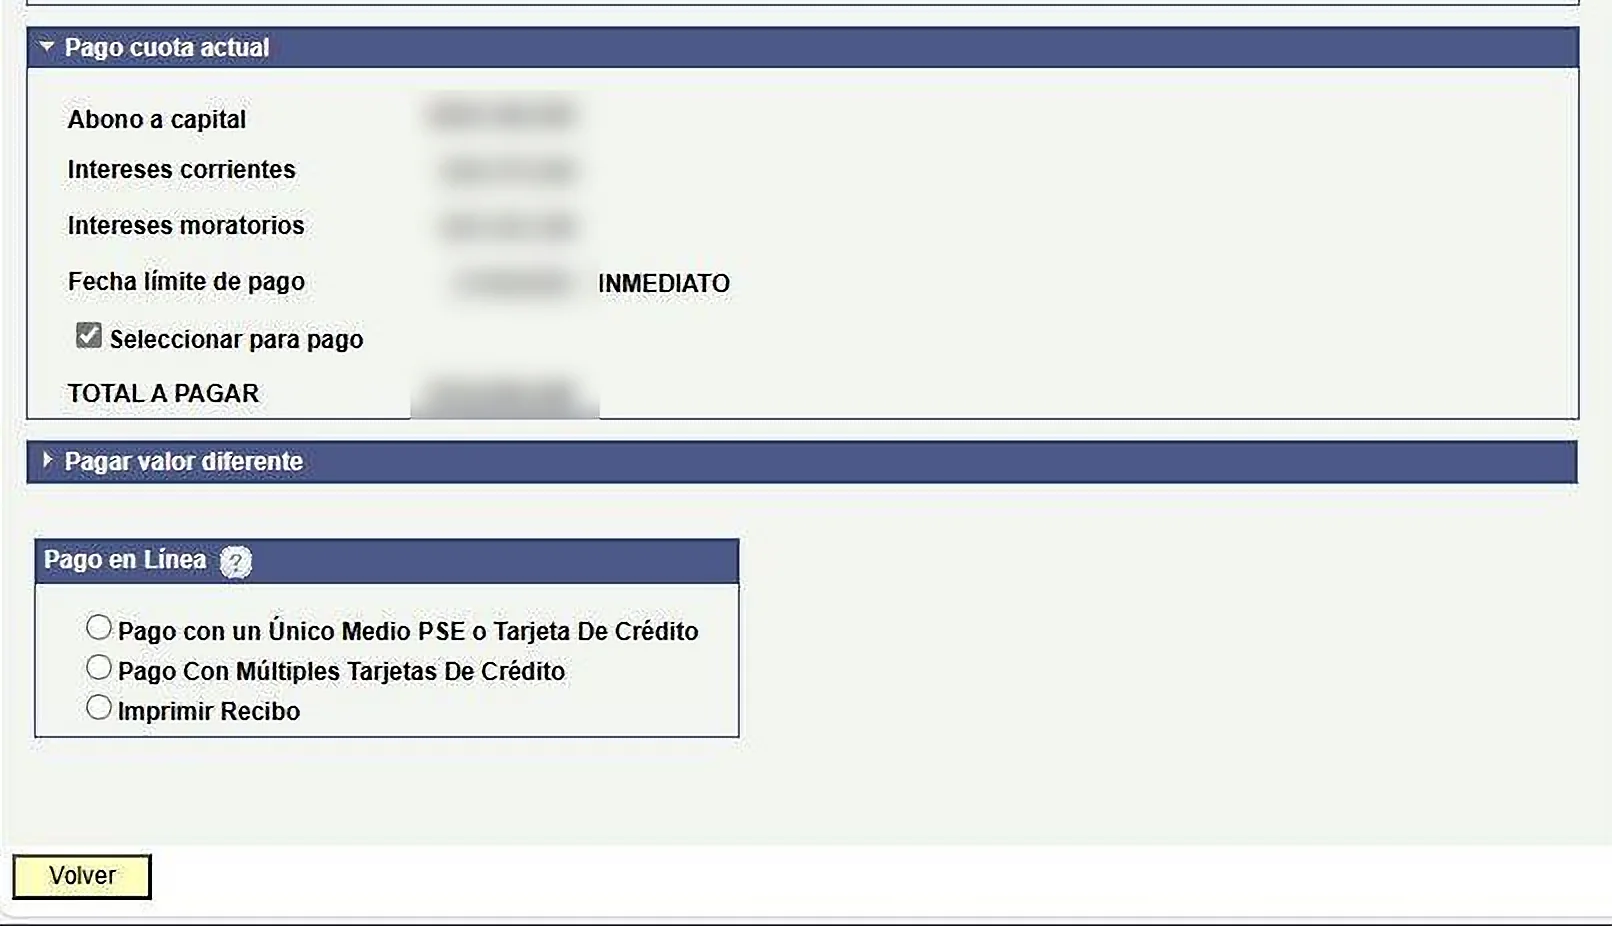 Pago cuota actual
Abono a capital
Intereses corrientes
Intereses moratorios
Fecha límite de pago INMEDIATO
Seleccionar para pago
TOTAL A PAGAR
Pagar valor diferente
Pago en Línea ?
Pago con un Único Medio PSE o Tarjeta De Crédito
Pago Con Múltiples Tarjetas De Crédito
Imprimir Recibo
Volver